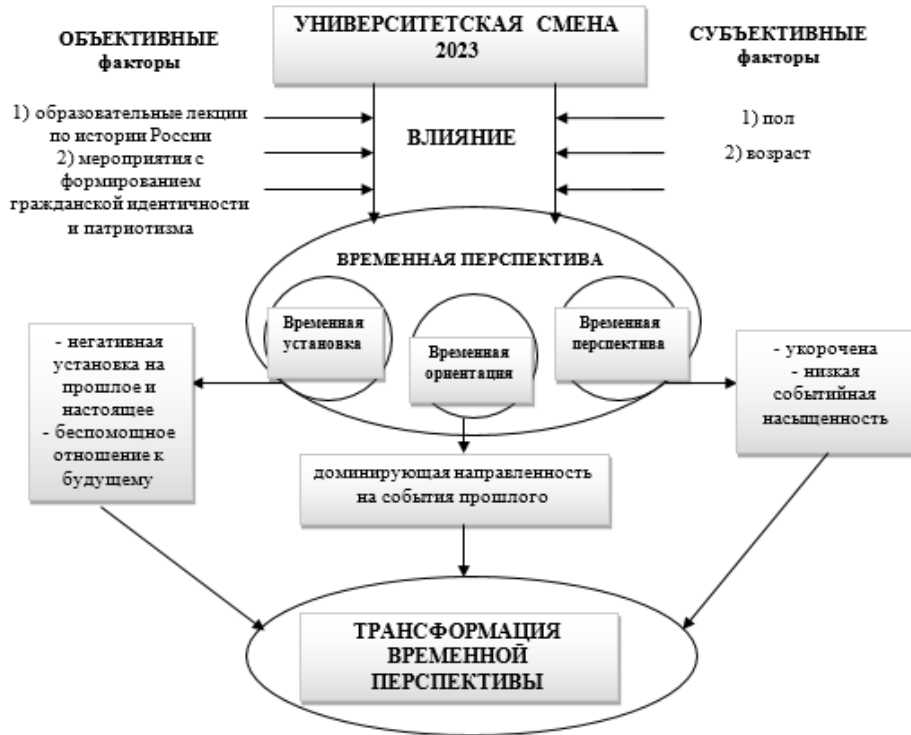 УНИВЕРСИТЕТСКАЯ СМЕНА
2023
ОБЪЕКТИВНЫЕ
факторы
СУБЪЕКТИВНЫЕ
факторы
1) образовательные лекции
по истории России
2) мероприятия с
формированием
гражданской идентичности
и патриотизма
ВЛИЯНИЕ
1) пол
2) возраст
ВРЕМЕННАЯ ПЕРСПЕКТИВА
Временная
установка
Временная
ориентация
Временная
перспектива
- негативная
установка на
прошлое и
настоящее
- беспомощное
отношение к
будущему
- укорочена
- низкая
событийная
насыщенность
доминирующая направленность
на события прошлого
ТРАНСФОРМАЦИЯ
ВРЕМЕННОЙ
ПЕРСПЕКТИВЫ